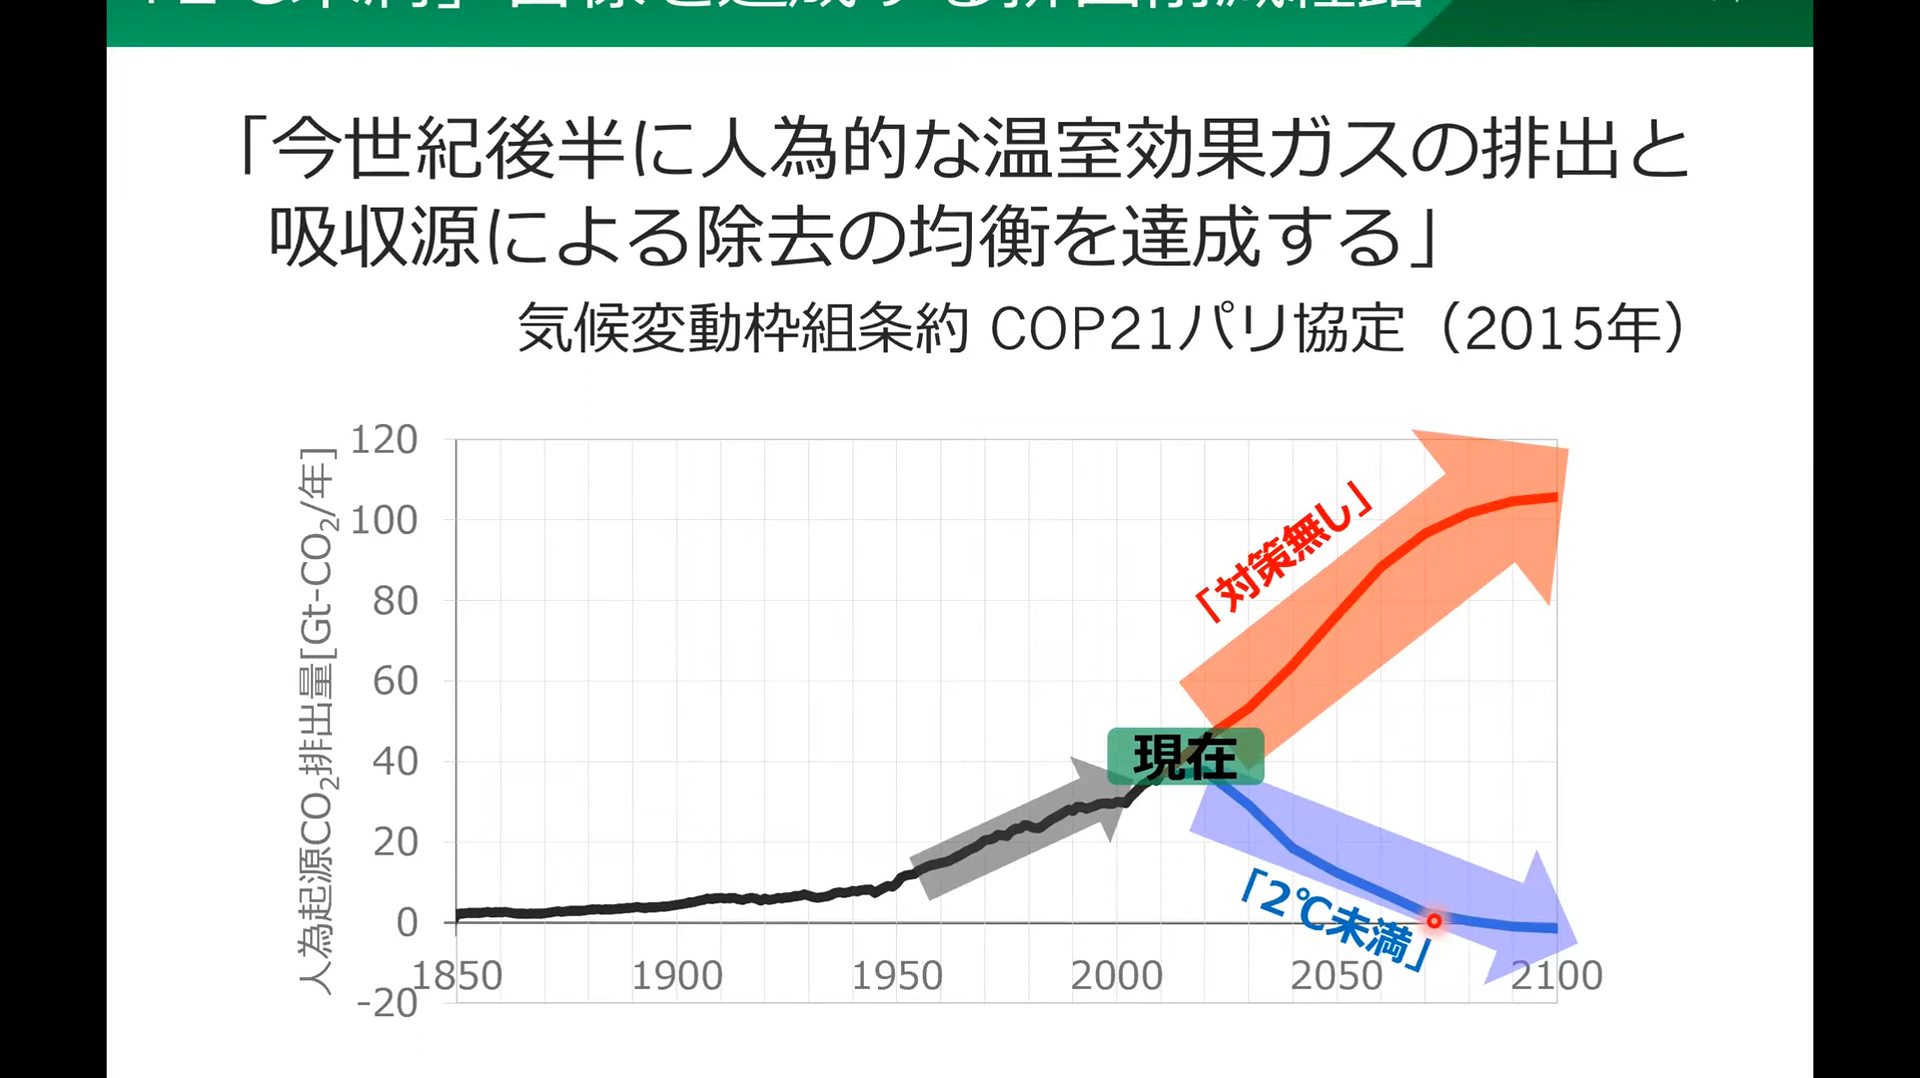 「今世紀後半に人為的な温室効果ガスの排出と
吸収源による除去の均衡を達成する」
気候変動枠組条約 COP21パリ協定（2015年）
人為起源CO₂排出量[Gt-CO₂/年]
120
100
80
60
40
20
0
-20
1850
1900
1950
2000
2050
2100
「対策無し」
現在
「2℃未満」